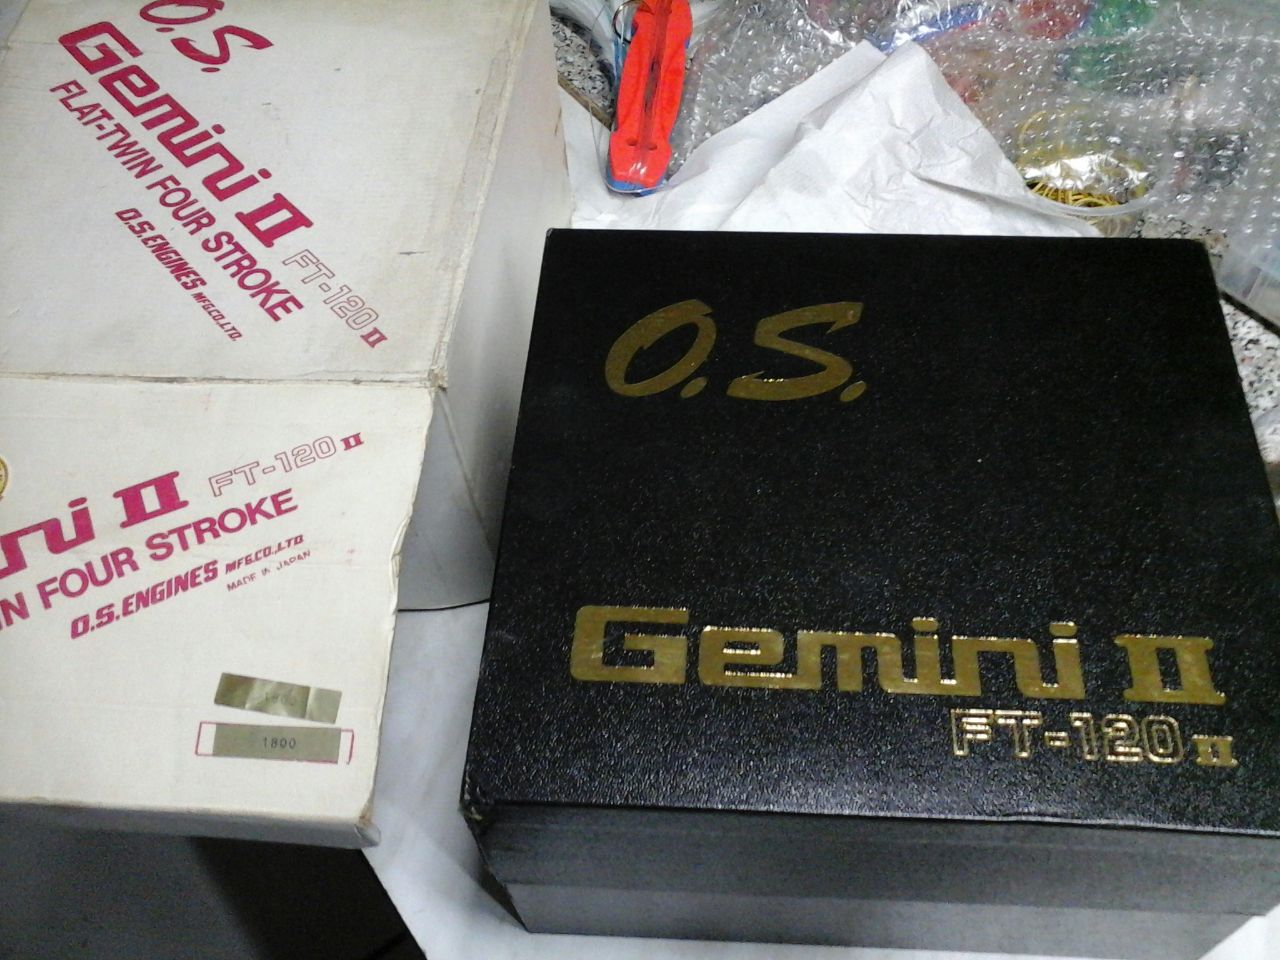 O.S.
Gemini II
FLAT-TWIN FOUR STROKE
FT-120 II
O.S.ENGINES MFG.CO.,LTD.
ni II
FT-120 II
IN FOUR STROKE
O.S.ENGINES MFG.CO.,LTD.
MADE IN JAPAN
1800
O.S.
Gemini II
FT-120 II